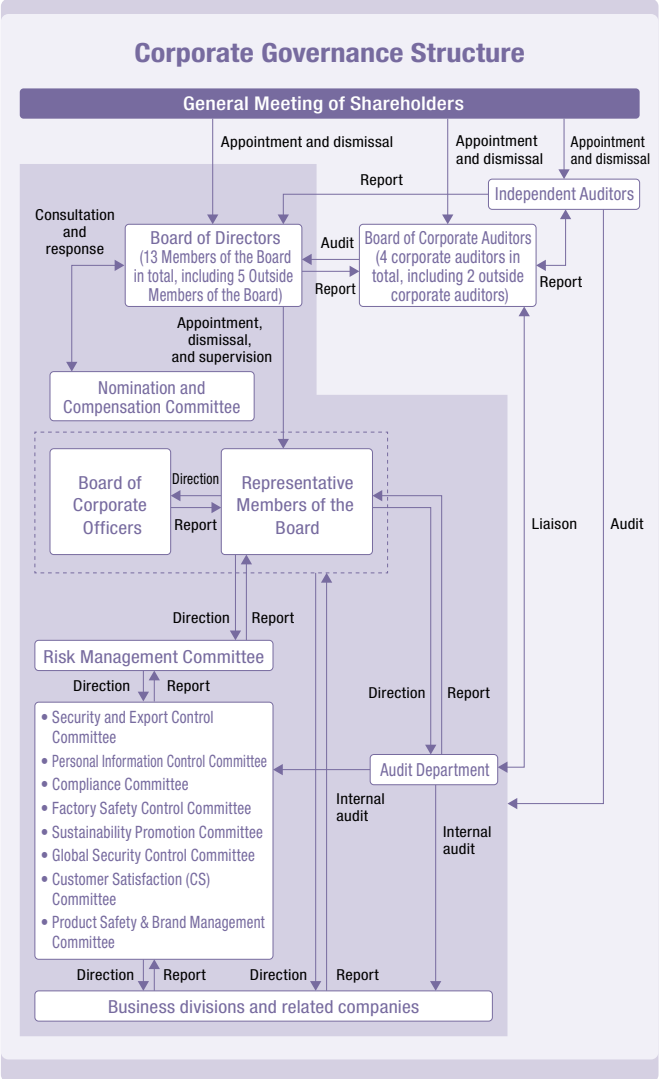 Corporate Governance Structure
General Meeting of Shareholders
Appointment and dismissal
Appointment
and dismissal
Appointment
and dismissal
Report
Independent Auditors
Consultation
and
response
Board of Directors
(13 Members of the Board
in total, including 5 Outside
Members of the Board)
Audit
Report
Board of Corporate Auditors
(4 corporate auditors in
total, including 2 outside
corporate auditors)
Report
Appointment,
dismissal,
and supervision
Nomination and
Compensation Committee
Board of
Corporate
Officers
Direction
Report
Representative
Members of the
Board
Liaison
Audit
Direction
Report
Risk Management Committee
Direction
Report
Direction
Report
• Security and Export Control
Committee
• Personal Information Control Committee
• Compliance Committee
• Factory Safety Control Committee
• Sustainability Promotion Committee
• Global Security Control Committee
• Customer Satisfaction (CS)
Committee
• Product Safety & Brand Management
Committee
Audit Department
Internal
audit
Internal
audit
Direction
Report
Direction
Report
Business divisions and related companies